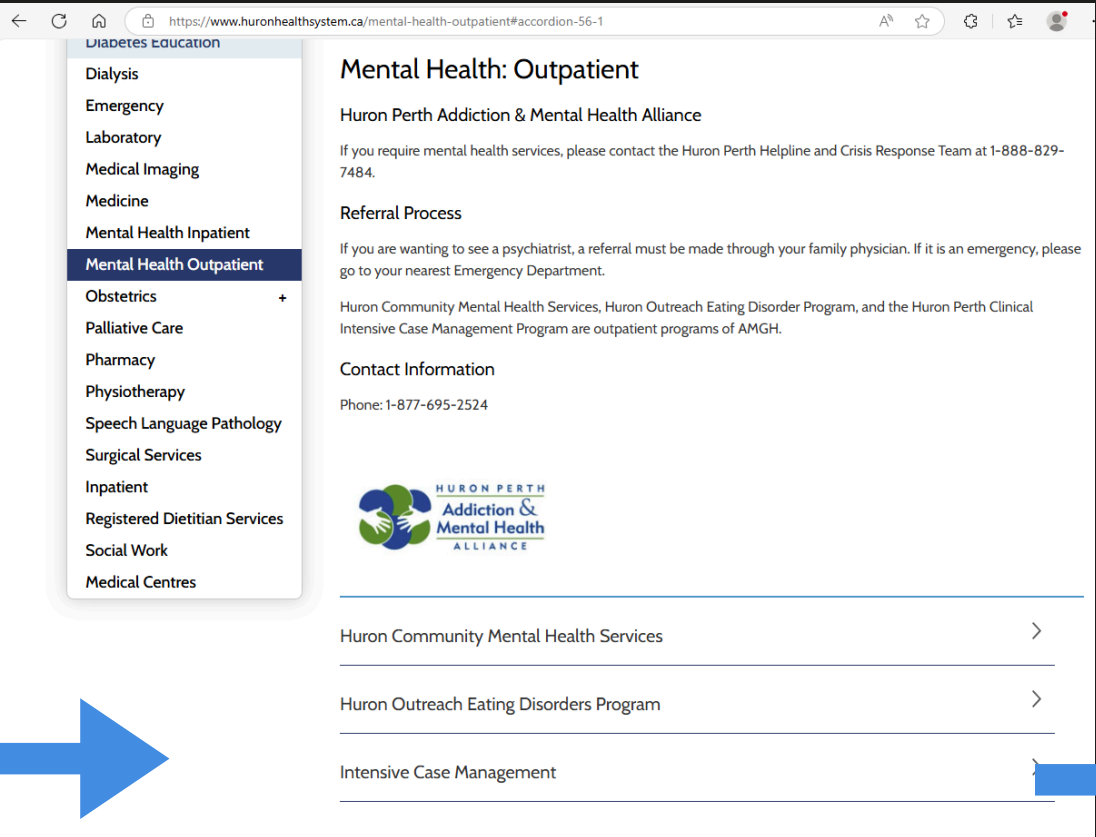 https://www.huronhealthsystem.ca/mental-health-outpatient#accordion-56-1
Diabetes Education
Dialysis
Emergency
Laboratory
Medical Imaging
Medicine
Mental Health Inpatient
Mental Health Outpatient
Obstetrics +
Palliative Care
Pharmacy
Physiotherapy
Speech Language Pathology
Surgical Services
Inpatient
Registered Dietitian Services
Social Work
Medical Centres
Mental Health: Outpatient
Huron Perth Addiction & Mental Health Alliance
If you require mental health services, please contact the Huron Perth Helpline and Crisis Response Team at 1-888-829-
7484.
Referral Process
If you are wanting to see a psychiatrist, a referral must be made through your family physician. If it is an emergency, please
go to your nearest Emergency Department.
Huron Community Mental Health Services, Huron Outreach Eating Disorder Program, and the Huron Perth Clinical
Intensive Case Management Program are outpatient programs of AMGH.
Contact Information
Phone: 1-877-695-2524
HURON PERTH
Addiction &
Mental Health
ALLIANCE
Huron Community Mental Health Services
Huron Outreach Eating Disorders Program
Intensive Case Management